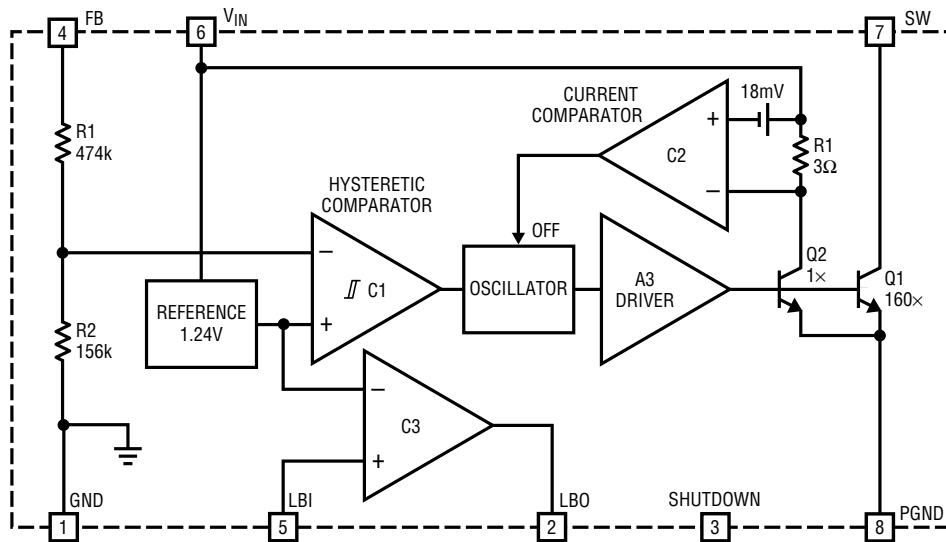 4 FB
6 VIN
7 SW
R1
474k
R2
156k
REFERENCE
1.24V
HYSTERETIC
COMPARATOR
−
C1
+
CURRENT
COMPARATOR
+
C2
−
18mV
R1
3Ω
OFF
OSCILLATOR
A3
DRIVER
Q2
1×
Q1
160×
−
C3
+
GND
1
LBI
5
LBO
2
SHUTDOWN
3
PGND
8